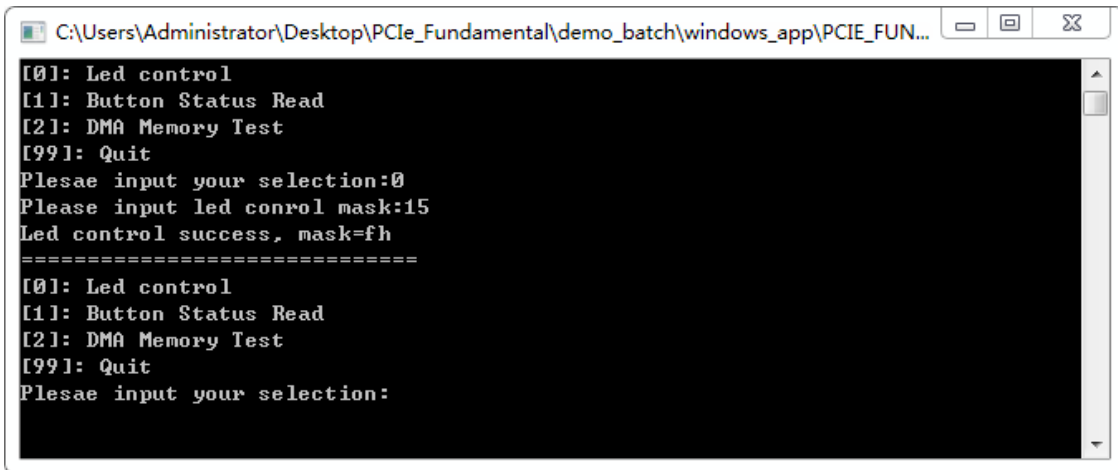 C:\Users\Administrator\Desktop\PCIe_Fundamental\demo_batch\windows_app\PCIE_FUN...
[0]: Led control
[1]: Button Status Read
[2]: DMA Memory Test
[99]: Quit
Plesae input your selection:0
Please input led conrol mask:15
Led control success, mask=fh
==============================
[0]: Led control
[1]: Button Status Read
[2]: DMA Memory Test
[99]: Quit
Plesae input your selection: